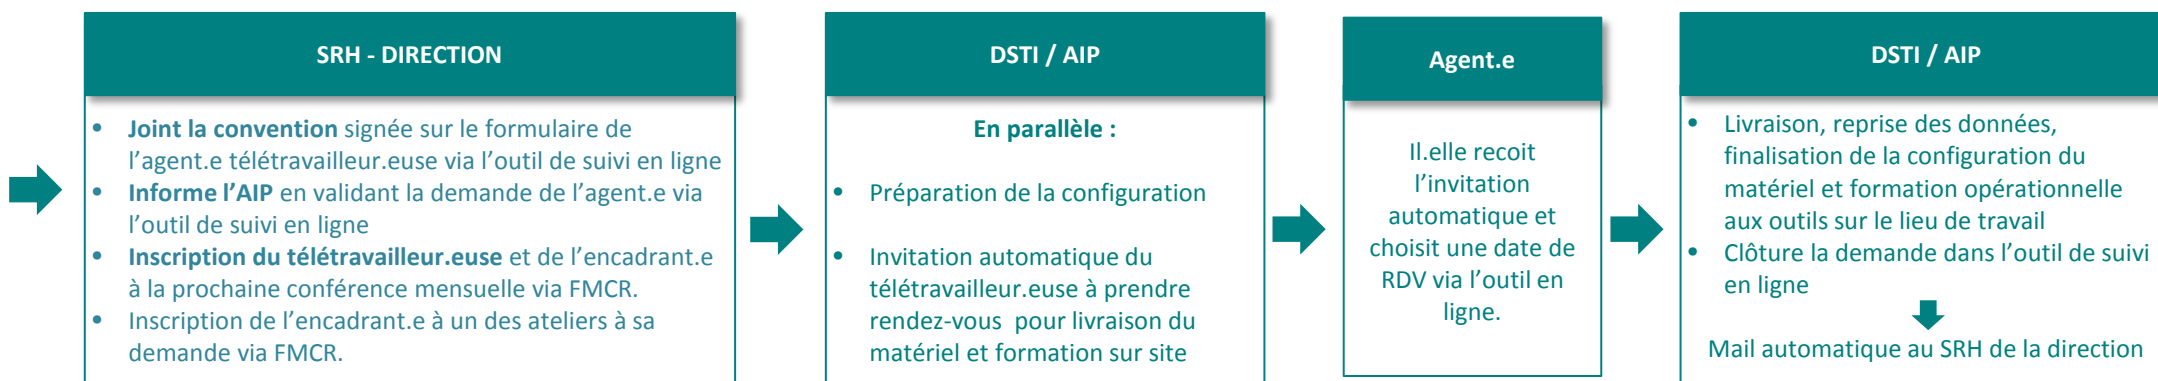 SRH - DIRECTION
• Joint la convention signée sur le formulaire de
l’agent.e télétravailleur.euse via l’outil de suivi en ligne
• Informe l’AIP en validant la demande de l’agent.e via
l’outil de suivi en ligne
• Inscription du télétravailleur.euse et de l’encadrant.e
à la prochaine conférence mensuelle via FMCR.
• Inscription de l’encadrant.e à un des ateliers à sa
demande via FMCR.
DSTI / AIP
En parallèle :
• Préparation de la configuration
• Invitation automatique du
télétravailleur.euse à prendre
rendez-vous pour livraison du
matériel et formation sur site
Agent.e
Il.elle recoit
l’invitation
automatique et
choisit une date de
RDV via l’outil en
ligne.
DSTI / AIP
• Livraison, reprise des données,
finalisation de la configuration du
matériel et formation opérationnelle
aux outils sur le lieu de travail
• Clôture la demande dans l’outil de suivi
en ligne
Mail automatique au SRH de la direction